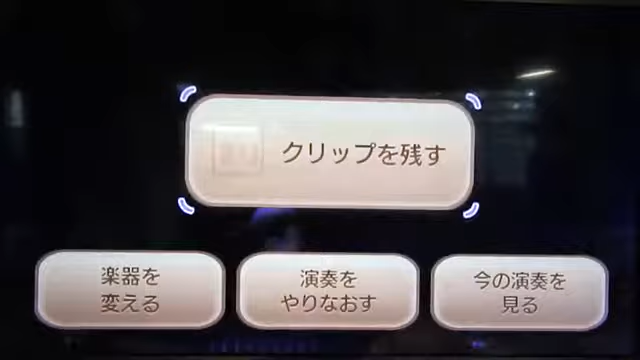 クリップを残す
楽器を
変える
演奏を
やりなおす
今の演奏を
見る